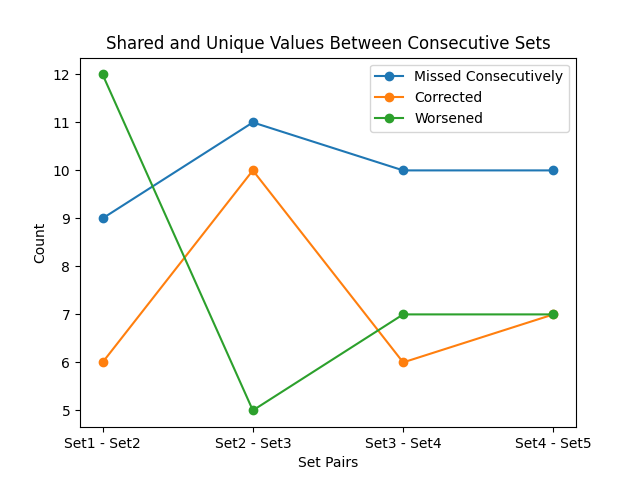 Shared and Unique Values Between Consecutive Sets
Missed Consecutively
Corrected
Worsened
Count
12
11
10
9
8
7
6
5
Set1 - Set2
Set2 - Set3
Set3 - Set4
Set4 - Set5
Set Pairs